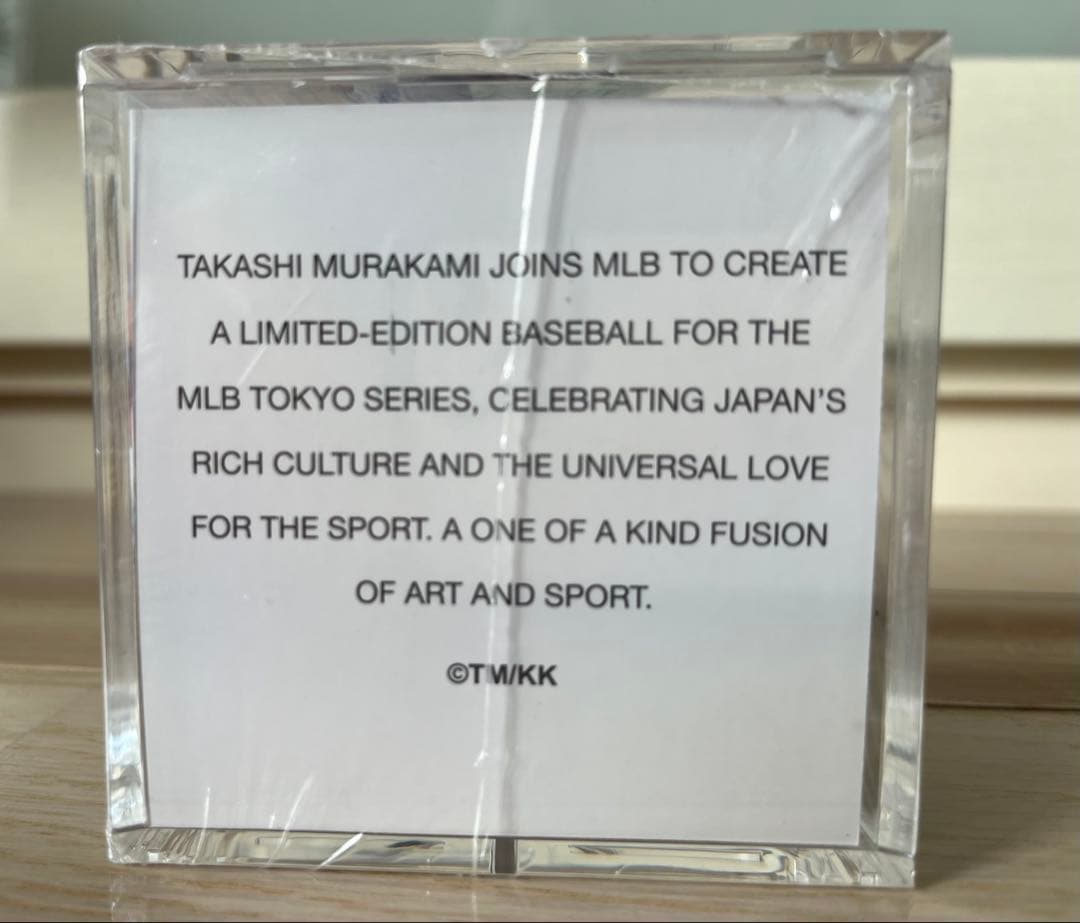 TAKASHI MURAKAMI JOINS MLB TO CREATE
A LIMITED-EDITION BASEBALL FOR THE
MLB TOKYO SERIES, CELEBRATING JAPAN'S
RICH CULTURE AND THE UNIVERSAL LOVE
FOR THE SPORT. A ONE OF A KIND FUSION
OF ART AND SPORT.
©TM/KK